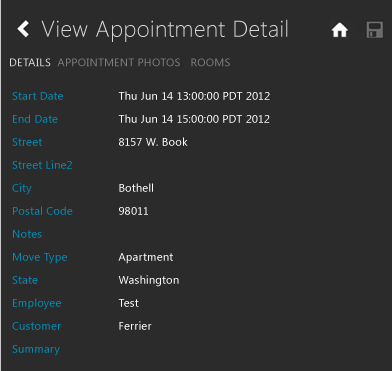 View Appointment Detail
DETAILS APPOINTMENT PHOTOS ROOMS
Start Date Thu Jun 14 13:00:00 PDT 2012
End Date Thu Jun 14 15:00:00 PDT 2012
Street 8157 W. Book
Street Line2
City Bothell
Postal Code 98011
Notes
Move Type Apartment
State Washington
Employee Test
Customer Ferrier
Summary